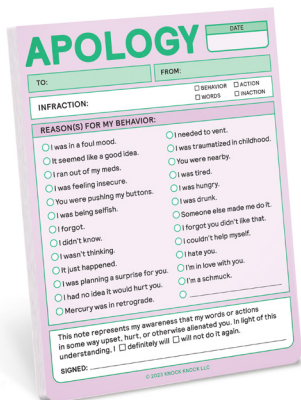 APOLOGY
DATE
TO:
FROM:
INFRACTION:
BEHAVIOR
ACTION
WORDS
INACTION
REASON(S) FOR MY BEHAVIOR:
I was in a foul mood.
It seemed like a good idea.
I ran out of my meds.
I was feeling insecure.
You were pushing my buttons.
I was being selfish.
I forgot.
I didn't know.
I wasn't thinking.
It just happened.
I was planning a surprise for you.
I had no idea it would hurt you.
Mercury was in retrograde.
I needed to vent.
I was traumatized in childhood.
You were nearby.
I was tired.
I was hungry.
I was drunk.
Someone else made me do it.
I forgot you didn't like that.
I couldn't help myself.
I hate you.
I'm in love with you.
I'm a schmuck.
This note represents my awareness that my words or actions
in some way upset, hurt, or otherwise alienated you. In light of this
understanding, I definitely will will not do it again.
SIGNED:
© 2023 KNOCK KNOCK LLC